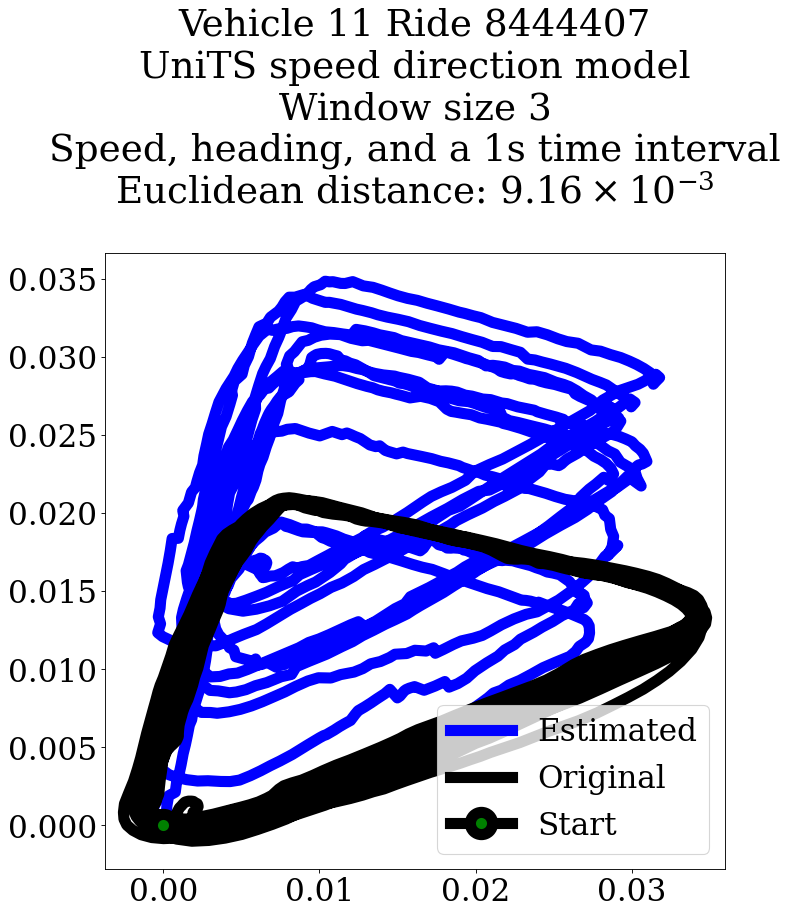 Vehicle 11 Ride 8444407
UniTS speed direction model
Window size 3
Speed, heading, and a 1s time interval
Euclidean distance: 9.16 × 10⁻³
0.035
0.030
0.025
0.020
0.015
0.010
0.005
0.000
Estimated
Original
Start
0.00 0.01 0.02 0.03